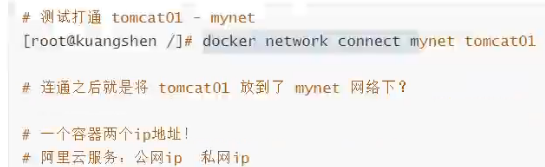 # 测试打通 tomcat01 - mynet
[root@kuangshen /]# docker network connect mynet tomcat01
# 连通之后就是将 tomcat01 放到了 mynet 网络下？
# 一个容器两个ip地址！
# 阿里云服务：公网ip 私网ip